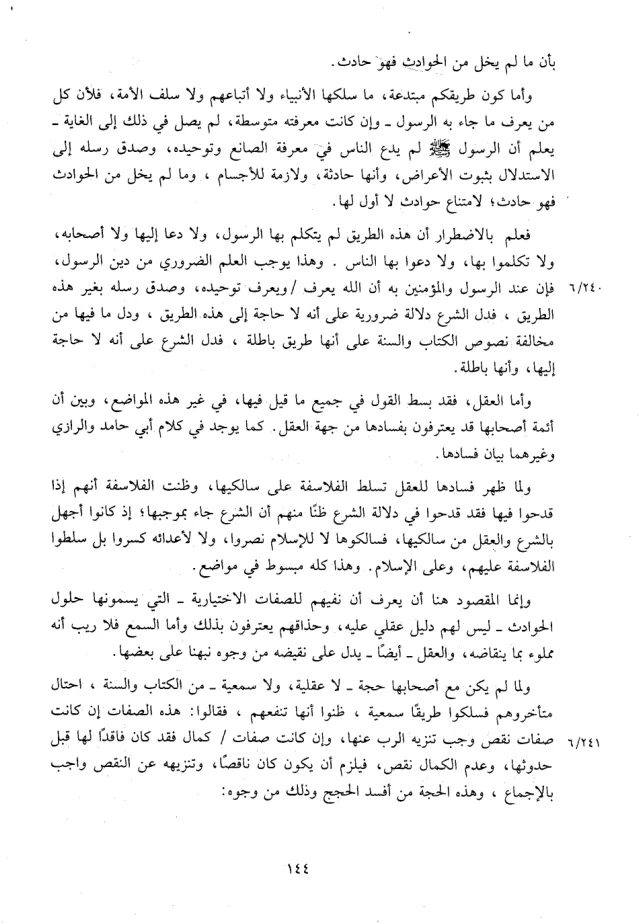 بأن ما لم يخل من الحوادث فهو حادث.
وأما كون طريقكم مبتدعة، ما سلكها الأنبياء ولا أتباعهم ولا سلف الأمة، فلأن كل
من يعرف ما جاء به الرسول ـ وإن كانت معرفته متوسطة، لم يصل في ذلك إلى الغاية ـ
يعلم أن الرسول ﷺ لم يدع الناس في معرفة الصانع وتوحيده، وصدق رسله إلى
الاستدلال بثبوت الأعراض، وأنها حادثة، ولازمة للأجسام ، وما لم يخل من الحوادث
فهو حادث؛ لامتناع حوادث لا أول لها.
فعلم بالاضطرار أن هذه الطريق لم يتكلم بها الرسول، ولا دعا إليها ولا أصحابه،
ولا تكلموا بها، ولا دعوا بها الناس . وهذا يوجب العلم الضروري من دين الرسول،
٦/٢٤٠ فإن عند الرسول والمؤمنين به أن الله يعرف /ويعرف توحيده، وصدق رسله بغير هذه
الطريق ، فدل الشرع دلالة ضرورية على أنه لا حاجة إلى هذه الطريق ، ودل ما فيها من
مخالفة نصوص الكتاب والسنة على أنها طريق باطلة ، فدل الشرع على أنه لا حاجة
إليها، وأنها باطلة.
وأما العقل، فقد بسط القول في جميع ما قيل فيها، في غير هذه المواضع، وبين أن
أئمة أصحابها قد يعترفون بفسادها من جهة العقل. كما يوجد في كلام أبي حامد والرازي
وغيرهما بيان فسادها.
ولما ظهر فسادها للعقل تسلط الفلاسفة على سالكيها، وظنت الفلاسفة أنهم إذا
قدحوا فيها فقد قدحوا في دلالة الشرع ظنًا منهم أن الشرع جاء بموجبها؛ إذ كانوا أجهل
بالشرع والعقل من سالكيها، فسالكوها لا للإسلام نصروا، ولا لأعدائه كسروا بل سلطوا
الفلاسفة عليهم، وعلى الإسلام. وهذا كله مبسوط في مواضع.
وإنما المقصود هنا أن يعرف أن نفيهم للصفات الاختيارية ـ التي يسمونها حلول
الحوادث ـ ليس لهم دليل عقلي عليه، وحذاقهم يعترفون بذلك وأما السمع فلا ريب أنه
مملوء بما ينقاضه، والعقل ـ أيضًا ـ يدل على نقيضه من وجوه نبهنا على بعضها.
ولما لم يكن مع أصحابها حجة ـ لا عقلية، ولا سمعية ـ من الكتاب والسنة ، احتال
متأخروهم فسلكوا طريقًا سمعية ، ظنوا أنها تنفعهم ، فقالوا: هذه الصفات إن كانت
٦/٢٤١ صفات نقص وجب تنزيه الرب عنها، وإن كانت صفات / كمال فقد كان فاقدًا لها قبل
حدوثها، وعدم الكمال نقص، فيلزم أن يكون كان ناقصًا، وتنزيهه عن النقص واجب
بالإجماع ، وهذه الحجة من أفسد الحجج وذلك من وجوه:
١٤٤